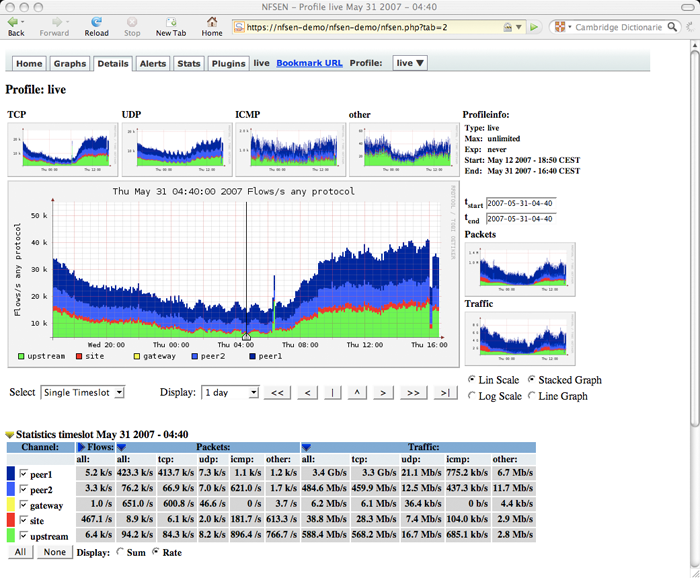 NFSEN – Profile live May 31 2007 – 04:40
Back Forward Reload Stop New Tab Home https://nfsen-demo/nfsen-demo/nfsen.php?tab=2 Cambridge Dictionarie
Home Graphs Details Alerts Stats Plugins live Bookmark URL Profile: live ▼
Profile: live
TCP UDP ICMP other Profileinfo:
Type: live
Max: unlimited
Exp: never
Start: May 12 2007 - 18:50 CEST
End: May 31 2007 - 16:40 CEST
Thu May 31 04:40:00 2007 Flows/s any protocol
tstart 2007-05-31-04-40
tend 2007-05-31-04-40
Packets
Traffic
Flows/s any protocol
50 k
40 k
30 k
20 k
10 k
Wed 20:00 Thu 00:00 Thu 04:00 Thu 08:00 Thu 12:00 Thu 16:00
upstream site gateway peer2 peer1
Lin Scale Stacked Graph
Log Scale Line Graph
Select Single Timeslot Display: 1 day << < | ^ > >> >|
Statistics timeslot May 31 2007 - 04:40
Channel: Flows: Packets: Traffic:
all: all: tcp: udp: icmp: other: all: tcp: udp: icmp: other:
peer1 5.2 k/s 423.3 k/s 413.7 k/s 7.3 k/s 1.1 k/s 1.2 k/s 3.4 Gb/s 3.3 Gb/s 21.1 Mb/s 775.2 kb/s 6.7 Mb/s
peer2 3.3 k/s 76.2 k/s 66.9 k/s 7.0 k/s 621.0 /s 1.7 k/s 484.6 Mb/s 459.9 Mb/s 12.5 Mb/s 437.3 kb/s 11.7 Mb/s
gateway 1.0 /s 651.0 /s 600.8 /s 46.6 /s 0 /s 3.7 /s 6.2 Mb/s 6.1 Mb/s 36.4 kb/s 0 b/s 4.4 kb/s
site 467.1 /s 8.9 k/s 6.1 k/s 2.0 k/s 181.7 /s 613.3 /s 38.8 Mb/s 28.3 Mb/s 7.4 Mb/s 104.0 kb/s 2.9 Mb/s
upstream 6.4 k/s 94.2 k/s 84.3 k/s 8.2 k/s 896.4 /s 766.7 /s 588.4 Mb/s 568.2 Mb/s 16.7 Mb/s 685.1 kb/s 2.8 Mb/s
All None Display: Sum Rate